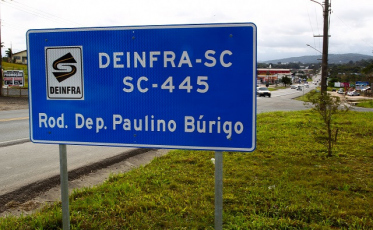 DEINFRA-SC
SC-445
DEINFRA
Rod. Dep. Paulino Búrigo